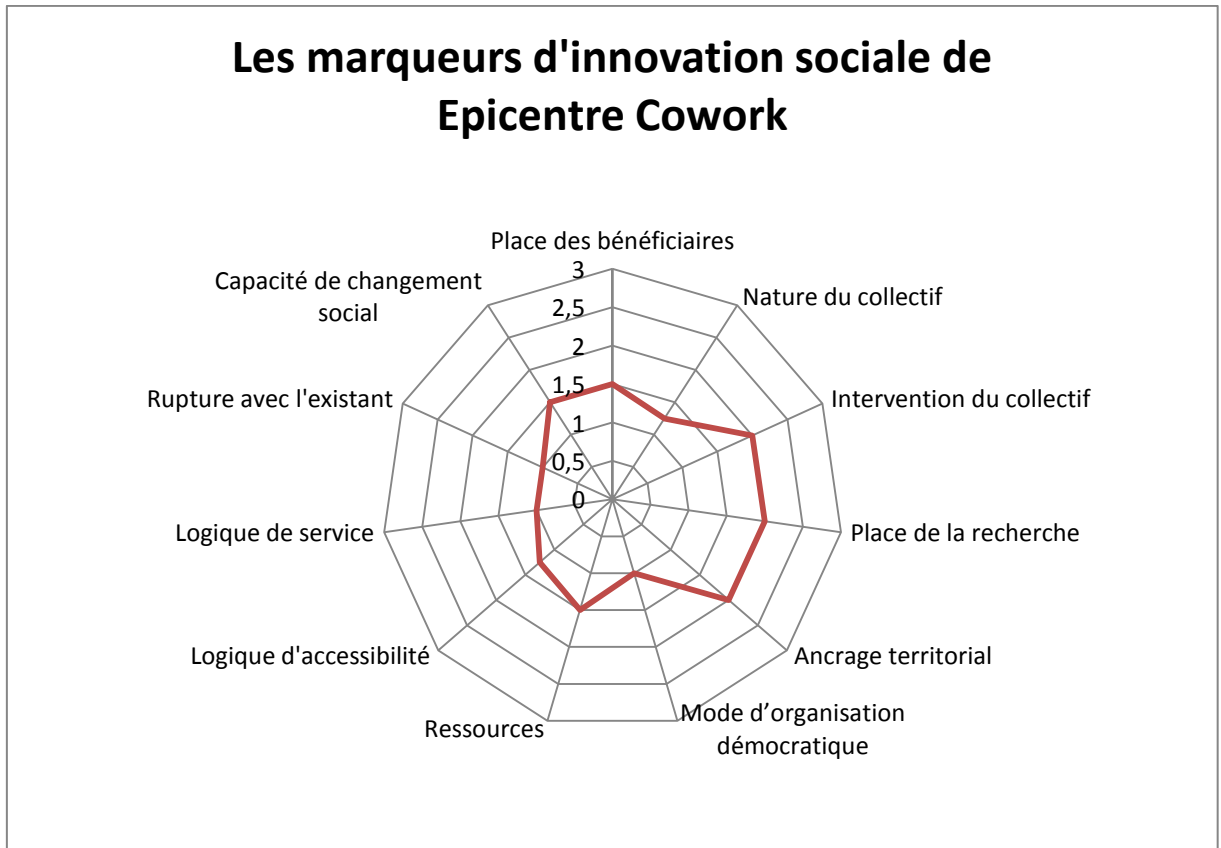 Les marqueurs d'innovation sociale de
Epicentre Cowork
Place des bénéficiaires
Nature du collectif
Intervention du collectif
Place de la recherche
Ancrage territorial
Mode d’organisation
démocratique
Ressources
Logique d'accessibilité
Logique de service
Rupture avec l'existant
Capacité de changement
social
3
2,5
2
1,5
1
0,5
0